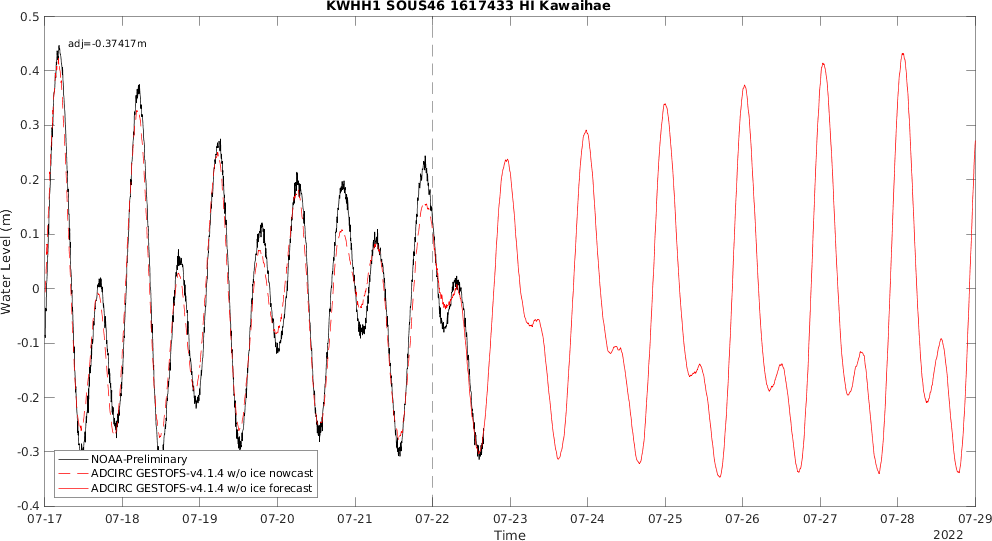 KWHH1 SOUS46 1617433 HI Kawaihae
adj=-0.37417m
0.5
0.4
0.3
0.2
0.1
0
-0.1
-0.2
-0.3
-0.4
Water Level (m)
NOAA-Preliminary
ADCIRC GESTOFS-v4.1.4 w/o ice nowcast
ADCIRC GESTOFS-v4.1.4 w/o ice forecast
07-17 07-18 07-19 07-20 07-21 07-22 07-23 07-24 07-25 07-26 07-27 07-28 07-29
Time
2022